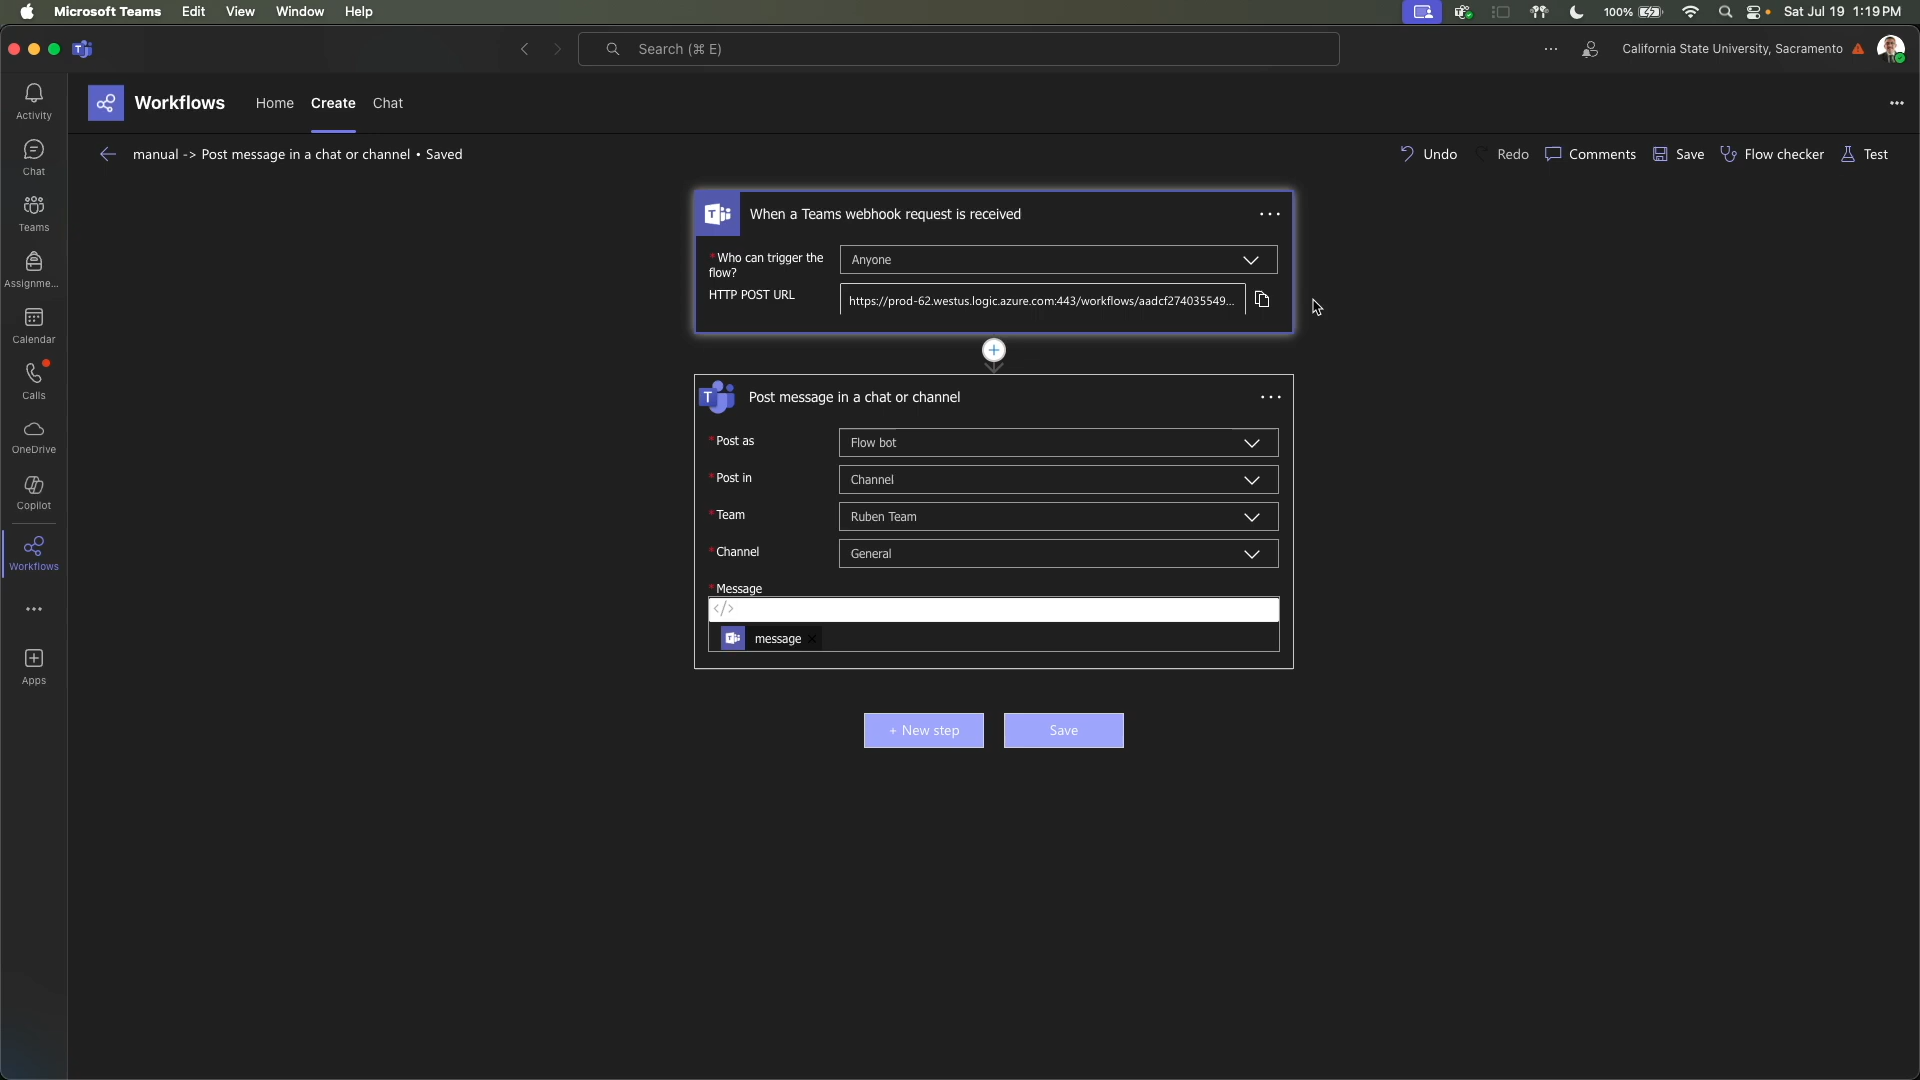 Microsoft Teams Edit View Window Help 100% Sat Jul 19 1:19 PM
Search (⌘ E) California State University, Sacramento
Workflows Home Create Chat
manual -> Post message in a chat or channel • Saved Undo Redo Comments Save Flow checker Test
Activity
Chat
Teams
Assignme...
Calendar
Calls
OneDrive
Copilot
Workflows
Apps
When a Teams webhook request is received
* Who can trigger the flow? Anyone
HTTP POST URL https://prod-62.westus.logic.azure.com:443/workflows/aadcf274035549...
Post message in a chat or channel
* Post as Flow bot
* Post in Channel
* Team Ruben Team
* Channel General
* Message
</>
message ×
+ New step Save